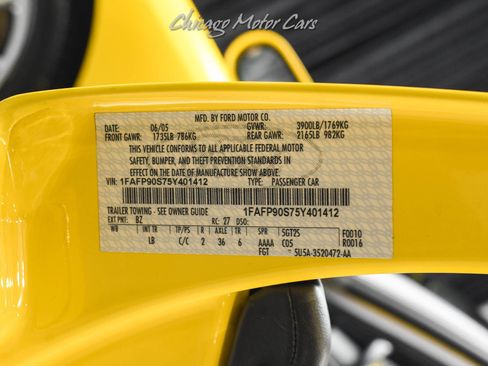 Chicago Motor Cars
MFD. BY FORD MOTOR CO.
DATE: 06/05 GVWR: 3900LB/1769KG
FRONT GAWR: 1735LB 786KG REAR GAWR: 2165LB 982KG
THIS VEHICLE CONFORMS TO ALL APPLICABLE FEDERAL MOTOR
SAFETY, BUMPER, AND THEFT PREVENTION STANDARDS IN
EFFECT ON THE DATE OF MANUFACTURE SHOW ABOVE.
VIN: 1FAFP90S75Y401412 TYPE: PASSENGER CAR
TRAILER TOWING - SEE OWNER GUIDE 1FAFP90S75Y401412
EXT PNT: BZ RC: 27 DSO:
WB INT TR TP/PS R AXLE TR SPR 5GT25 F0010
LB C/C 2 36 6 AAAA C05 R0016
FGT 5U5A-3520472-AA